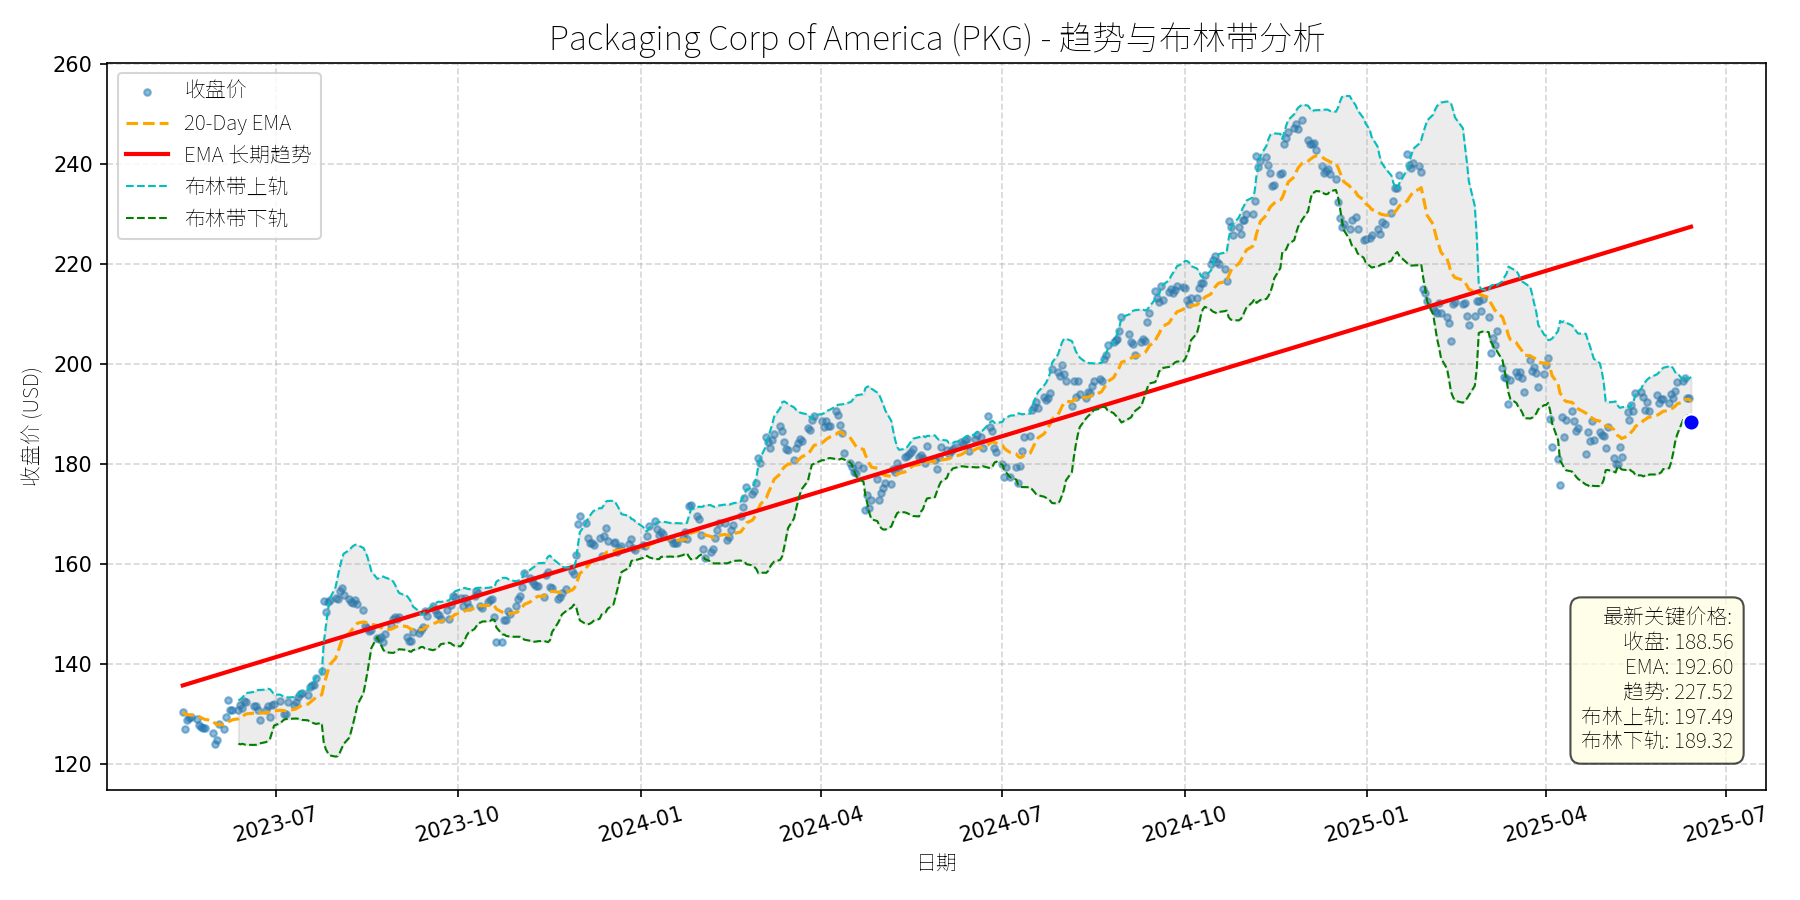 Packaging Corp of America (PKG) - 趋势与布林带分析
收盘价
20-Day EMA
EMA 长期趋势
布林带上轨
布林带下轨
收盘价 (USD)
260
240
220
200
180
160
140
120
最新关键价格:
收盘: 188.56
EMA: 192.60
趋势: 227.52
布林上轨: 197.49
布林下轨: 189.32
2023-07
2023-10
2024-01
2024-04
2024-07
2024-10
2025-01
2025-04
2025-07
日期